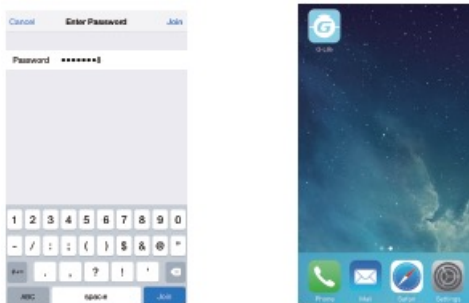 Cancel Enter Password Join
Password
1 2 3 4 5 6 7 8 9 0
- / : ; ( ) $ & @ "
#+= . , ? ! '
ABC space Join
G-Life
Phone Mail Safari Settings